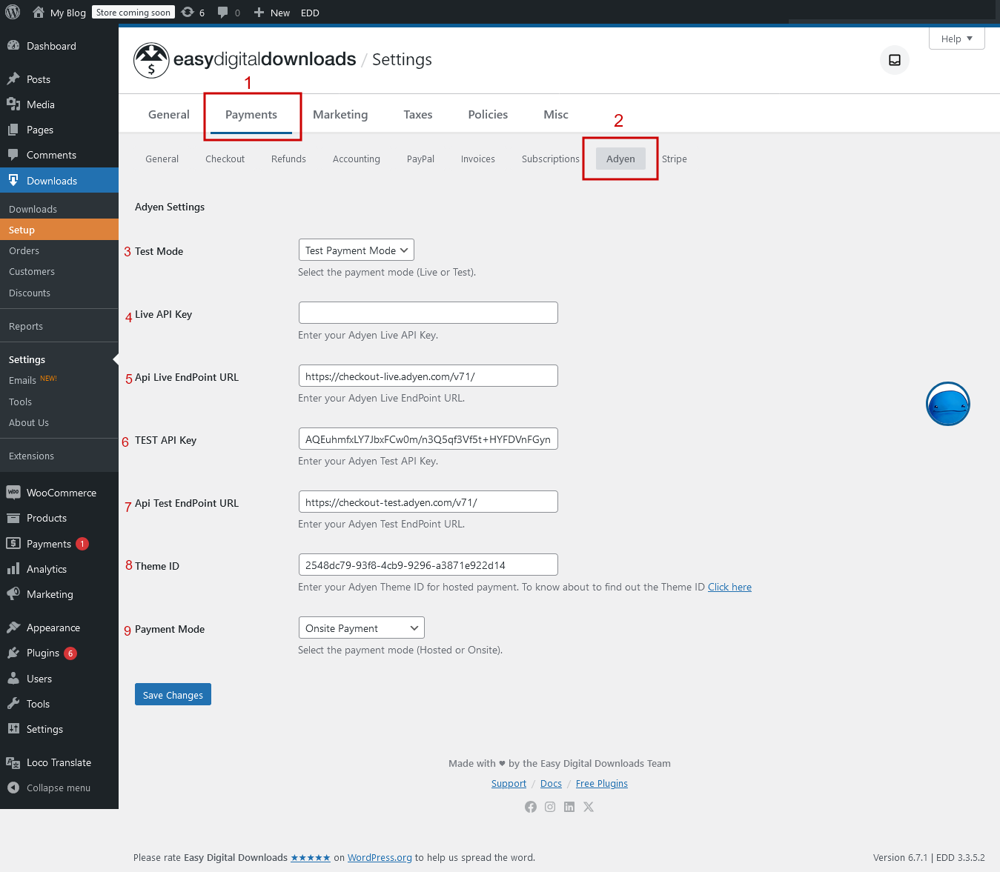 My Blog Store coming soon 6 0 New EDD
Dashboard
Posts
Media
Pages
Comments
Downloads
Downloads
Setup
Orders
Customers
Discounts
Reports
Settings
Emails NEW!
Tools
About Us
Extensions
WOO WooCommerce
Products
Payments 1
Analytics
Marketing
Appearance
Plugins 6
Users
Tools
Settings
Loco Translate
Collapse menu
Help
easydigitaldownloads / Settings
1
General Payments Marketing Taxes Policies Misc
2
General Checkout Refunds Accounting PayPal Invoices Subscriptions Adyen Stripe
Adyen Settings
3 Test Mode Test Payment Mode
Select the payment mode (Live or Test).
4 Live API Key
Enter your Adyen Live API Key.
5 Api Live EndPoint URL https://checkout-live.adyen.com/v71/
Enter your Adyen Live EndPoint URL.
6 TEST API Key AQEuhmfxLY7JbxFCw0m/n3Q5qf3Vf5t+HYFDVnFGyn
Enter your Adyen Test API Key.
7 Api Test EndPoint URL https://checkout-test.adyen.com/v71/
Enter your Adyen Test EndPoint URL.
8 Theme ID 2548dc79-93f8-4cb9-9296-a3871e922d14
Enter your Adyen Theme ID for hosted payment. To know about to find out the Theme ID Click here
9 Payment Mode Onsite Payment
Select the payment mode (Hosted or Onsite).
Save Changes
Made with ♥ by the Easy Digital Downloads Team
Support / Docs / Free Plugins
Please rate Easy Digital Downloads ★★★★★ on WordPress.org to help us spread the word.
Version 6.7.1 | EDD 3.3.5.2